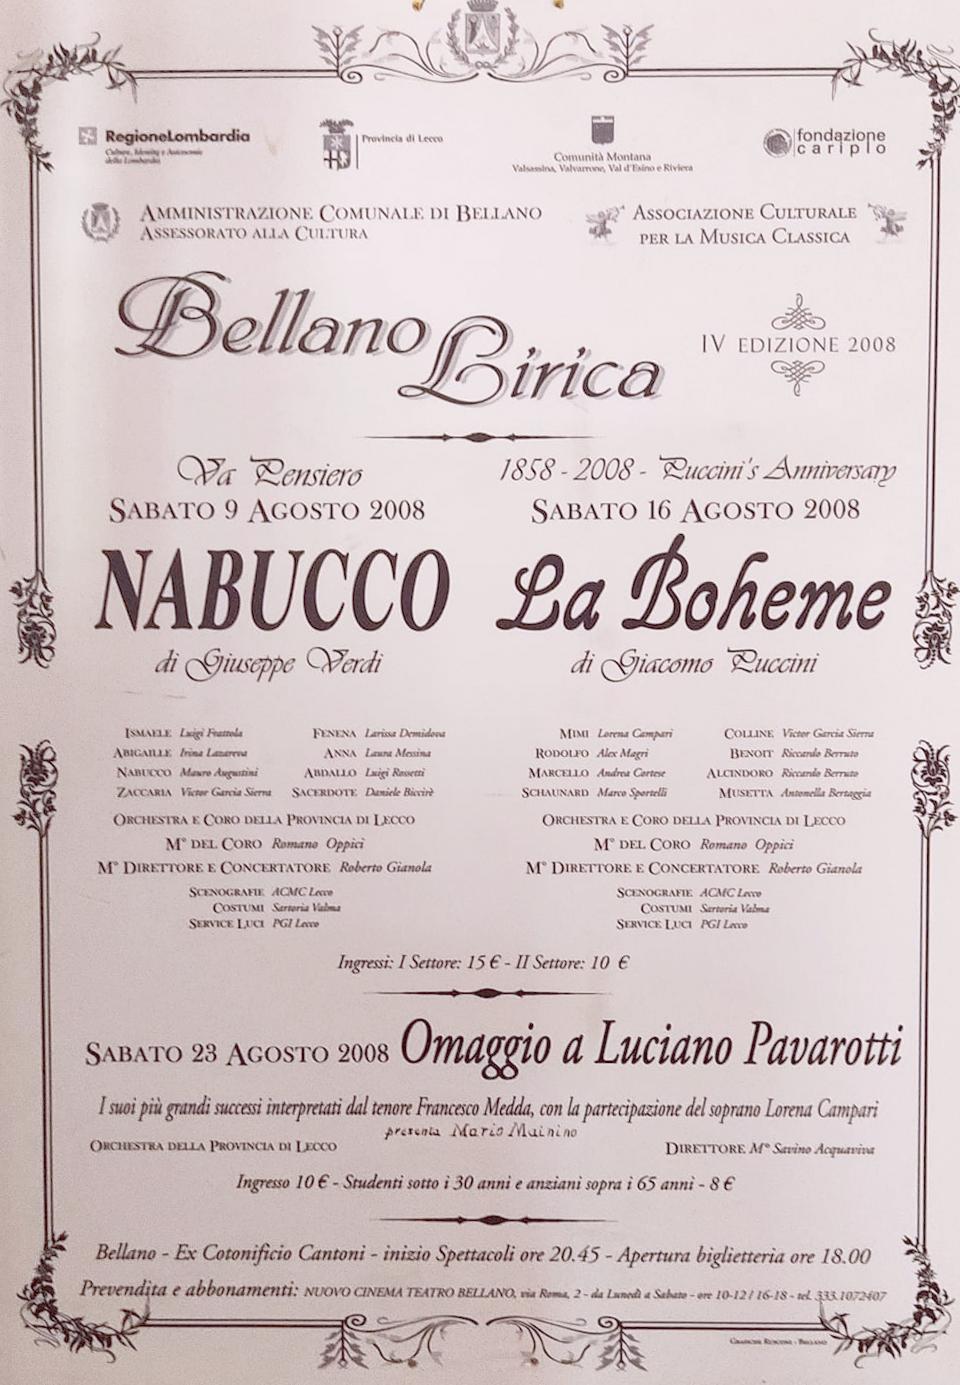 RegioneLombardia
Culture, Identità e Autonomie
della Lombardia
Provincia di Lecco
Comunità Montana
Valsassina, Valvarrone, Val d'Esino e Riviera
fondazione
cariplo
Amministrazione Comunale di Bellano
Assessorato alla Cultura
Associazione Culturale
per la Musica Classica
Bellano Lirica
IV EDIZIONE 2008
Va Pensiero
Sabato 9 Agosto 2008
NABUCCO
di Giuseppe Verdi
1858 - 2008 - Puccini's Anniversary
Sabato 16 Agosto 2008
La Boheme
di Giacomo Puccini
Ismaele Luigi Frattola
Abigaille Irina Lazareva
Nabucco Mauro Augustini
Zaccaria Victor Garcia Sierra
Fenena Larissa Demidova
Anna Laura Messina
Abdallo Luigi Rossetti
Sacerdote Daniele Biccirè
Orchestra e Coro della Provincia di Lecco
M° del Coro Romano Oppici
M° Direttore e Concertatore Roberto Gianola
Scenografie ACMC Lecco
Costumi Sartoria Valma
Service Luci PGI Lecco
Mimi Lorena Campari
Rodolfo Alex Magri
Marcello Andrea Cortese
Schaunard Marco Sportelli
Colline Victor Garcia Sierra
Benoit Riccardo Berruto
Alcindoro Riccardo Berruto
Musetta Antonella Bertaggia
Orchestra e Coro della Provincia di Lecco
M° del Coro Romano Oppici
M° Direttore e Concertatore Roberto Gianola
Scenografie ACMC Lecco
Costumi Sartoria Valma
Service Luci PGI Lecco
Ingressi: I Settore: 15 € - II Settore: 10 €
Sabato 23 Agosto 2008 Omaggio a Luciano Pavarotti
I suoi più grandi successi interpretati dal tenore Francesco Medda, con la partecipazione del soprano Lorena Campari
presenta Mario Mainino
Orchestra della Provincia di Lecco
Direttore M° Savino Acquaviva
Ingresso 10 € - Studenti sotto i 30 anni e anziani sopra i 65 anni - 8 €
Bellano - Ex Cotonificio Cantoni - inizio Spettacoli ore 20.45 - Apertura biglietteria ore 18.00
Prevendita e abbonamenti: NUOVO CINEMA TEATRO BELLANO, via Roma, 2 - da Lunedì a Sabato - ore 10-12 / 16-18 - tel. 333.1072407
Grafiche Rusconi - Bellano